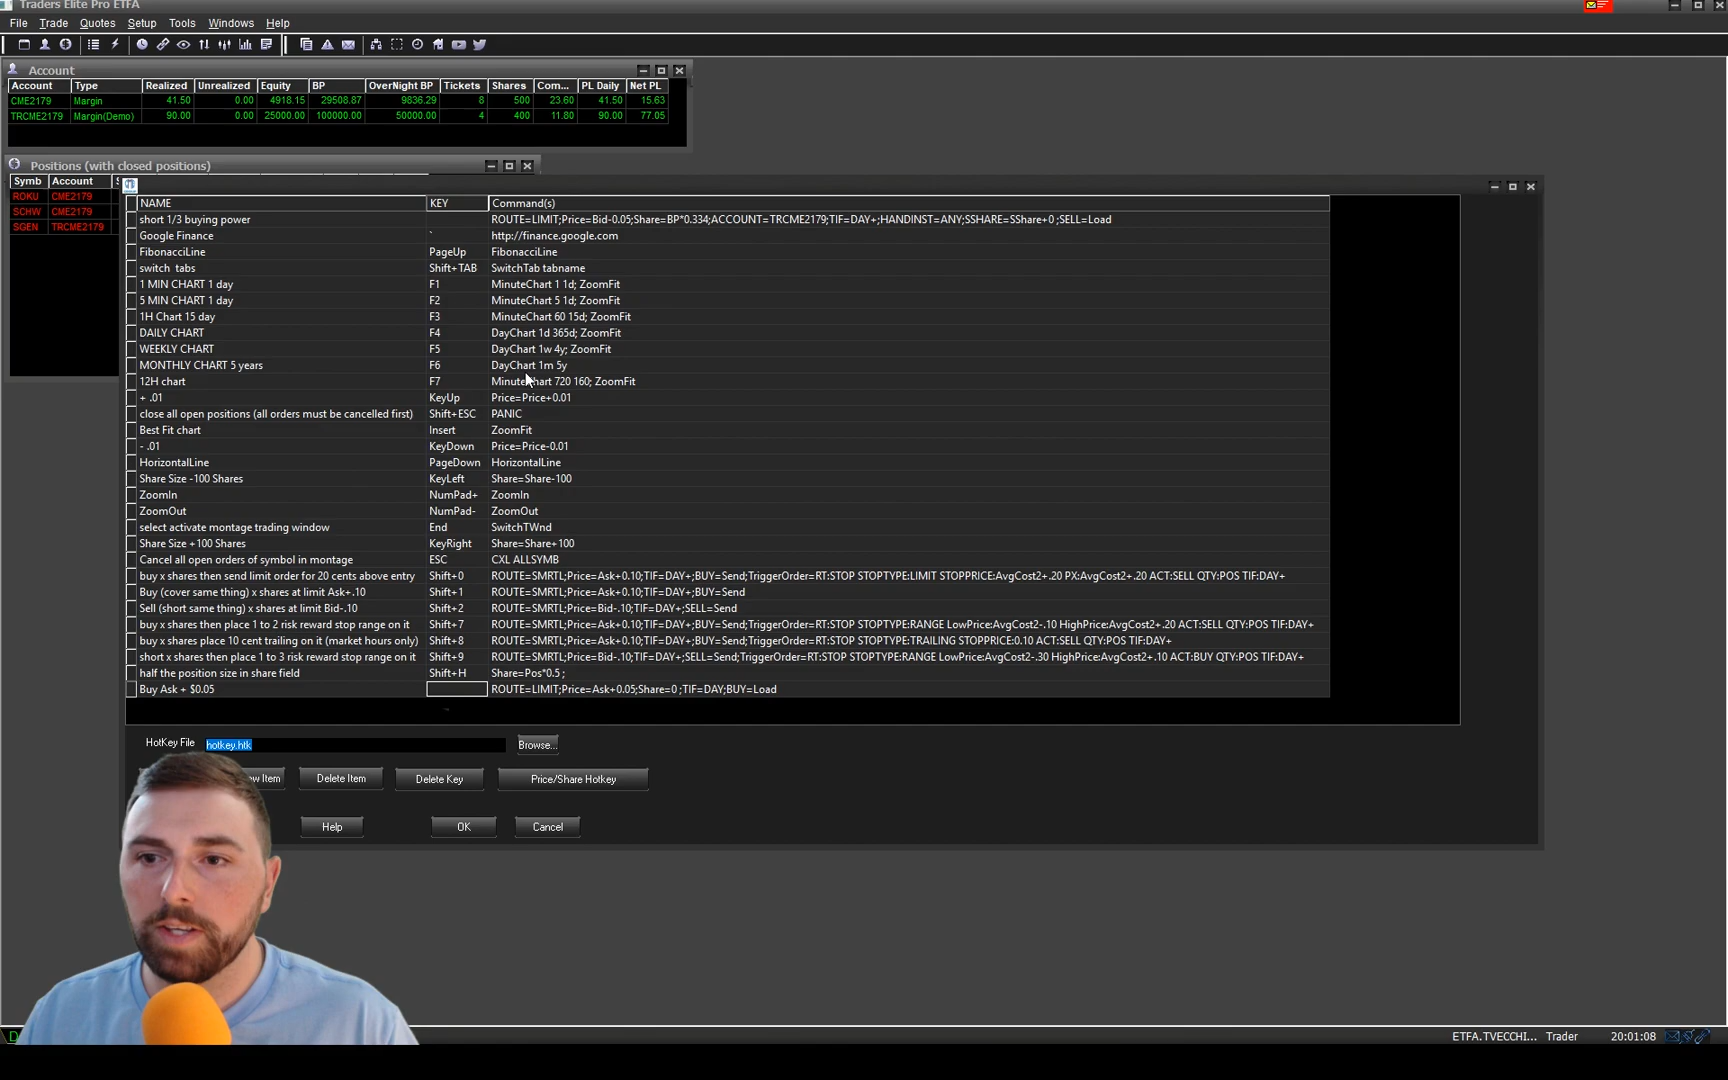 Traders Elite Pro ETFA
File Trade Quotes Setup Tools Windows Help
Account
Account Type Realized Unrealized Equity BP OverNight BP Tickets Shares Com... PL Daily Net PL
CME2179 Margin 41.50 0.00 4918.15 29508.87 9836.29 8 500 23.60 41.50 15.63
TRCME2179 Margin(Demo) 90.00 0.00 25000.00 100000.00 50000.00 4 400 11.80 90.00 77.05
Positions (with closed positions)
Symb Account
ROKU CME2179
SCHW CME2179
SGEN TRCME2179
NAME KEY Command(s)
short 1/3 buying power ROUTE=LIMIT;Price=Bid-0.05;Share=BP*0.334;ACCOUNT=TRCME2179;TIF=DAY+;HANDINST=ANY;SSHARE=SShare+0 ;SELL=Load
Google Finance ` http://finance.google.com
FibonacciLine PageUp FibonacciLine
switch tabs Shift+TAB SwitchTab tabname
1 MIN CHART 1 day F1 MinuteChart 1 1d; ZoomFit
5 MIN CHART 1 day F2 MinuteChart 5 1d; ZoomFit
1H Chart 15 day F3 MinuteChart 60 15d; ZoomFit
DAILY CHART F4 DayChart 1d 365d; ZoomFit
WEEKLY CHART F5 DayChart 1w 4y; ZoomFit
MONTHLY CHART 5 years F6 DayChart 1m 5y
12H chart F7 MinuteChart 720 160; ZoomFit
+ .01 KeyUp Price=Price+0.01
close all open positions (all orders must be cancelled first) Shift+ESC PANIC
Best Fit chart Insert ZoomFit
- .01 KeyDown Price=Price-0.01
HorizontalLine PageDown HorizontalLine
Share Size -100 Shares KeyLeft Share=Share-100
ZoomIn NumPad+ ZoomIn
ZoomOut NumPad- ZoomOut
select activate montage trading window End SwitchTWnd
Share Size +100 Shares KeyRight Share=Share+100
Cancel all open orders of symbol in montage ESC CXL ALLSYMB
buy x shares then send limit order for 20 cents above entry Shift+0 ROUTE=SMRTL;Price=Ask+0.10;TIF=DAY+;BUY=Send;TriggerOrder=RT:STOP STOPTYPE:LIMIT STOPPRICE:AvgCost2+.20 PX:AvgCost2+.20 ACT:SELL QTY:POS TIF:DAY+
Buy (cover same thing) x shares at limit Ask+.10 Shift+1 ROUTE=SMRTL;Price=Ask+0.10;TIF=DAY+;BUY=Send
Sell (short same thing) x shares at limit Bid-.10 Shift+2 ROUTE=SMRTL;Price=Bid-.10;TIF=DAY+;SELL=Send
buy x shares then place 1 to 2 risk reward stop range on it Shift+7 ROUTE=SMRTL;Price=Ask+0.10;TIF=DAY+;BUY=Send;TriggerOrder=RT:STOP STOPTYPE:RANGE LowPrice:AvgCost2-.10 HighPrice:AvgCost2+.20 ACT:SELL QTY:POS TIF:DAY+
buy x shares place 10 cent trailing on it (market hours only) Shift+8 ROUTE=SMRTL;Price=Ask+0.10;TIF=DAY+;BUY=Send;TriggerOrder=RT:STOP STOPTYPE:TRAILING STOPPRICE:0.10 ACT:SELL QTY:POS TIF:DAY+
short x shares then place 1 to 3 risk reward stop range on it Shift+9 ROUTE=SMRTL;Price=Bid-.10;TIF=DAY+;SELL=Send;TriggerOrder=RT:STOP STOPTYPE:RANGE LowPrice:AvgCost2-.30 HighPrice:AvgCost2+.10 ACT:BUY QTY:POS TIF:DAY+
half the position size in share field Shift+H Share=Pos*0.5 ;
Buy Ask + $0.05 ROUTE=LIMIT;Price=Ask+0.05;Share=0 ;TIF=DAY;BUY=Load
HotKey File hotkey.htk Browse...
Item Delete Item Delete Key Price/Share Hotkey
Help OK Cancel
ETFA.TVECCHI... Trader 20:01:08